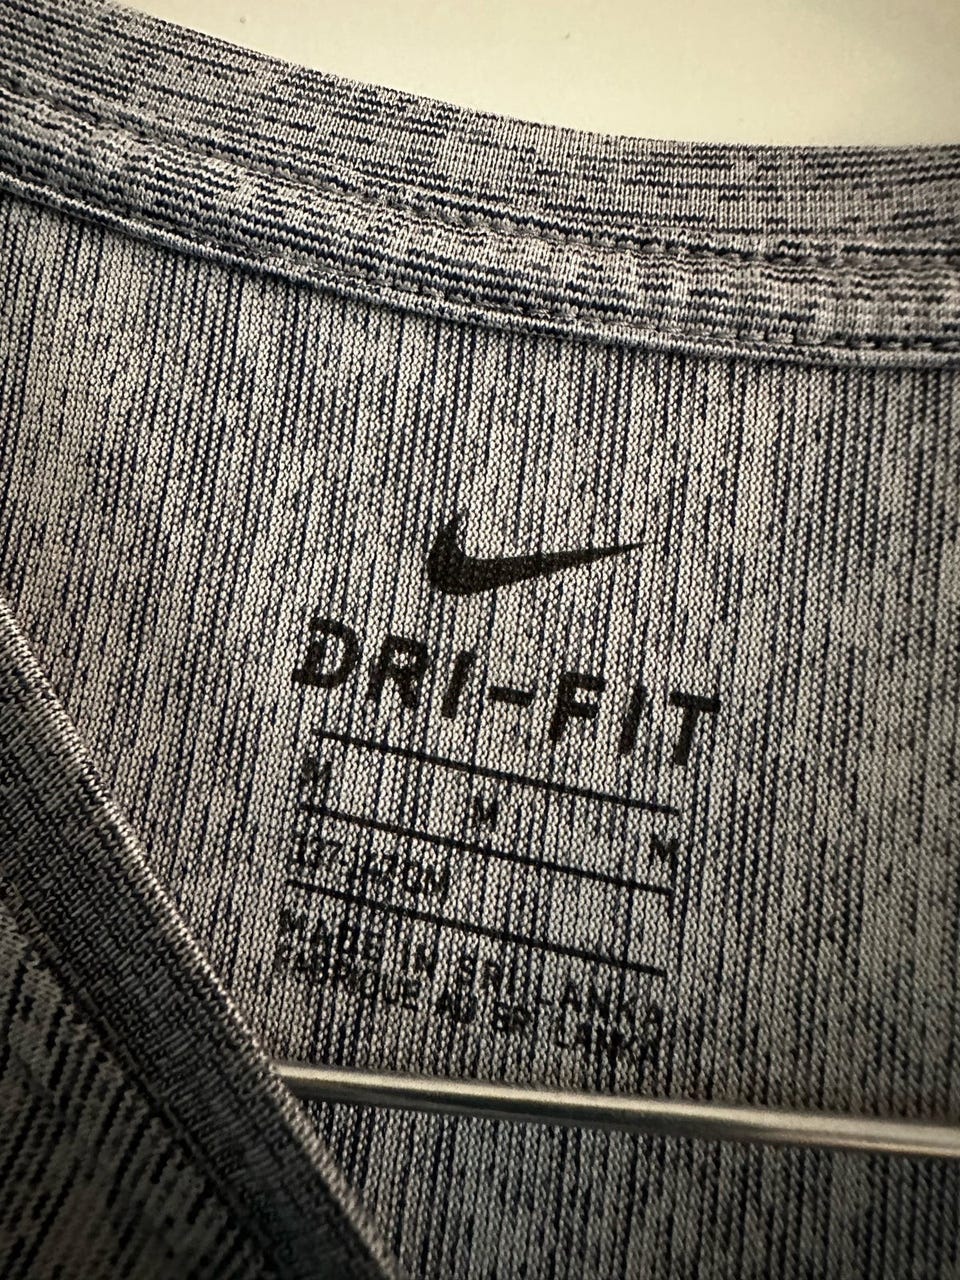 DRI-FIT
M M M
MADE IN SRI LANKA
FABRIQUE AU SRI LANKA